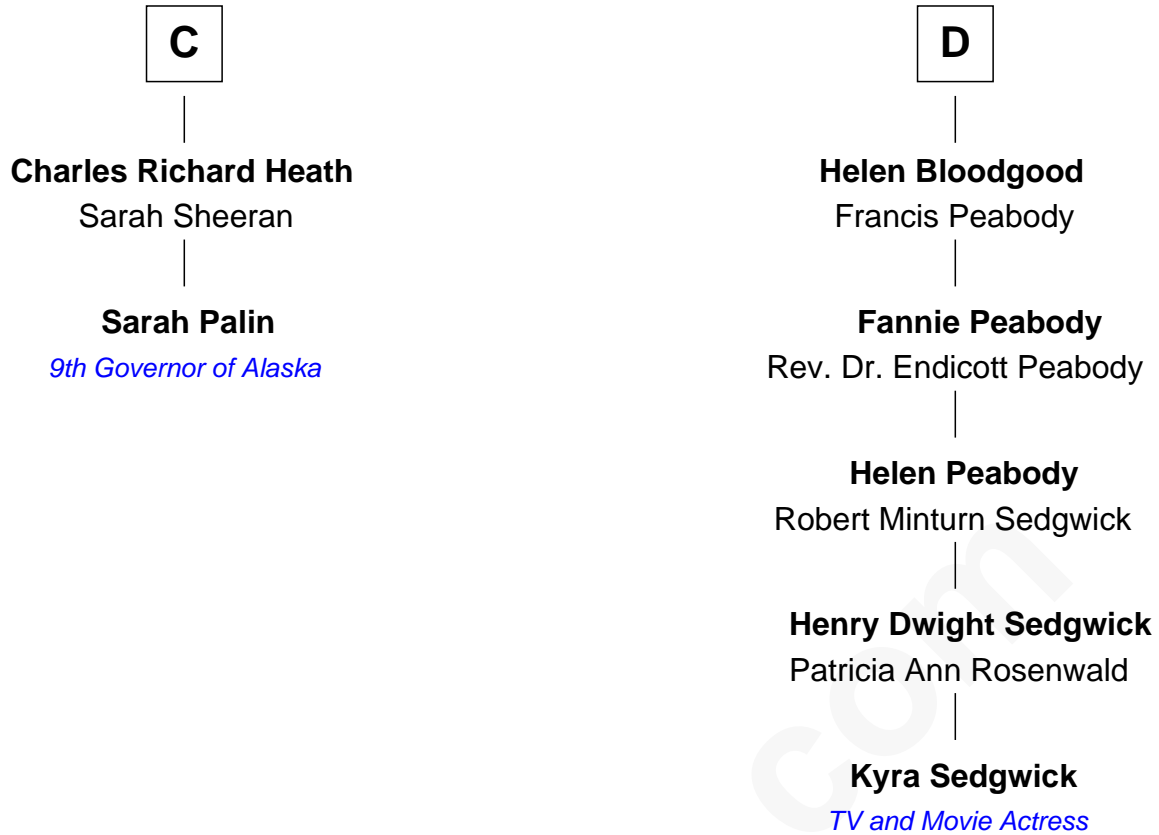 C
Charles Richard Heath
Sarah Sheeran
Sarah Palin
9th Governor of Alaska
D
Helen Bloodgood
Francis Peabody
Fannie Peabody
Rev. Dr. Endicott Peabody
Helen Peabody
Robert Minturn Sedgwick
Henry Dwight Sedgwick
Patricia Ann Rosenwald
Kyra Sedgwick
TV and Movie Actress
com